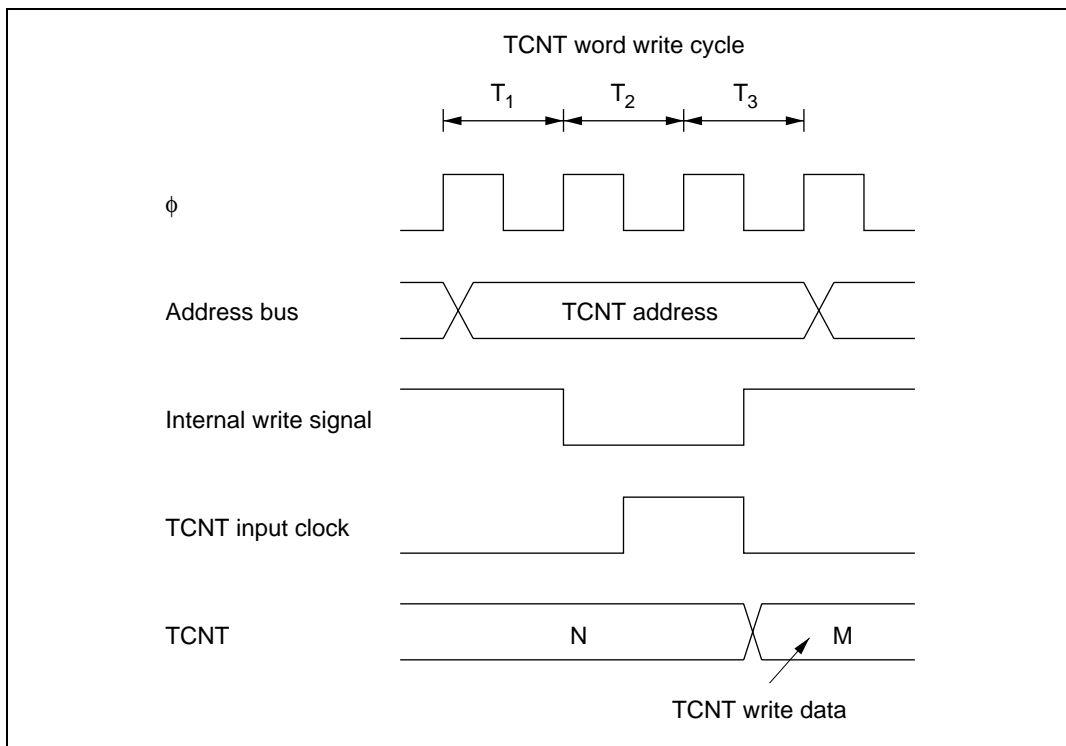 TCNT word write cycle
T1 T2 T3
ϕ
Address bus
TCNT address
Internal write signal
TCNT input clock
TCNT
N
M
TCNT write data